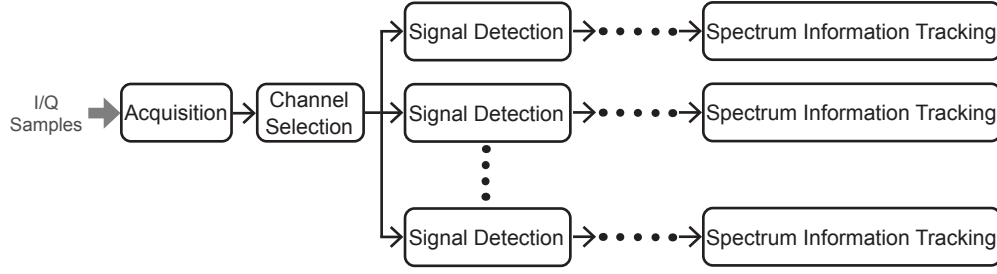 Signal Detection
Spectrum Information Tracking
I/Q
Samples
Acquisition
Channel
Selection
Signal Detection
Spectrum Information Tracking
Signal Detection
Spectrum Information Tracking